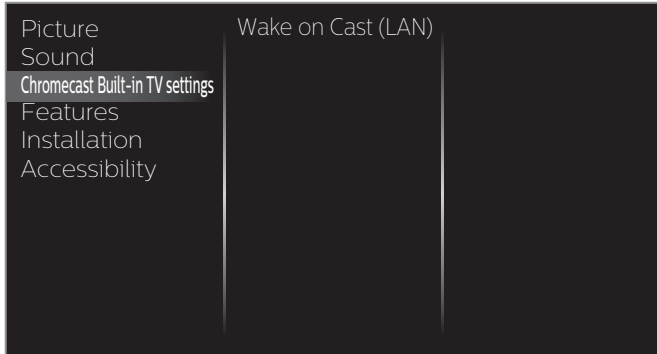 Picture
Sound
Chromecast Built-in TV settings
Features
Installation
Accessibility
Wake on Cast (LAN)